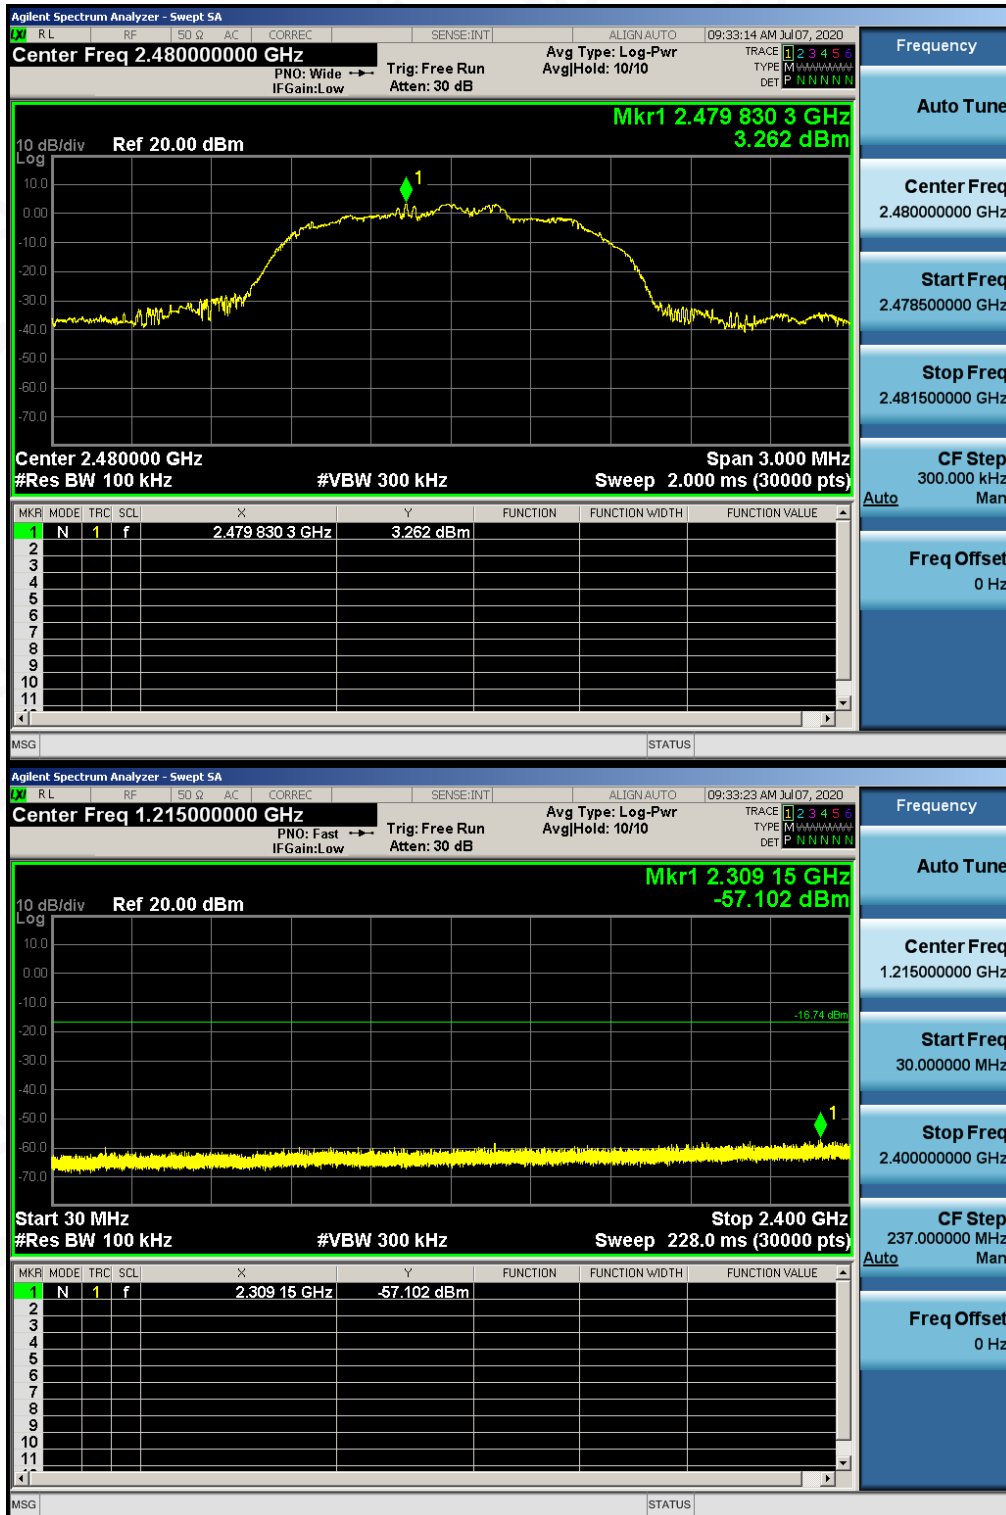 Agilent Spectrum Analyzer - Swept SA
LXI RL RF 50 Ω AC CORREC SENSE:INT ALIGN AUTO 09:33:14 AM Jul 07, 2020
Center Freq 2.480000000 GHz
PNO: Wide
IFGain:Low
Trig: Free Run
Atten: 30 dB
Avg Type: Log-Pwr
Avg|Hold: 10/10
TRACE 1 2 3 4 5 6
TYPE M WWWWW
DET P N N N N N
Mkr1 2.479 830 3 GHz
3.262 dBm
10 dB/div Ref 20.00 dBm
Log
10.0
0.00
-10.0
-20.0
-30.0
-40.0
-50.0
-60.0
-70.0
1
Center 2.480000 GHz Span 3.000 MHz
#Res BW 100 kHz #VBW 300 kHz Sweep 2.000 ms (30000 pts)
MKR MODE TRC SCL X Y FUNCTION FUNCTION WIDTH FUNCTION VALUE
1 N 1 f 2.479 830 3 GHz 3.262 dBm
2
3
4
5
6
7
8
9
10
11
MSG STATUS
Frequency
Auto Tune
Center Freq
2.480000000 GHz
Start Freq
2.478500000 GHz
Stop Freq
2.481500000 GHz
CF Step
300.000 kHz
Auto Man
Freq Offset
0 Hz
Agilent Spectrum Analyzer - Swept SA
LXI RL RF 50 Ω AC CORREC SENSE:INT ALIGN AUTO 09:33:23 AM Jul 07, 2020
Center Freq 1.215000000 GHz
PNO: Fast
IFGain:Low
Trig: Free Run
Atten: 30 dB
Avg Type: Log-Pwr
Avg|Hold: 10/10
TRACE 1 2 3 4 5 6
TYPE M WWWWW
DET P N N N N N
Mkr1 2.309 15 GHz
-57.102 dBm
10 dB/div Ref 20.00 dBm
Log
10.0
0.00
-10.0
-20.0
-30.0
-40.0
-50.0
-60.0
-70.0
-16.74 dBm
1
Start 30 MHz Stop 2.400 GHz
#Res BW 100 kHz #VBW 300 kHz Sweep 228.0 ms (30000 pts)
MKR MODE TRC SCL X Y FUNCTION FUNCTION WIDTH FUNCTION VALUE
1 N 1 f 2.309 15 GHz -57.102 dBm
2
3
4
5
6
7
8
9
10
11
MSG STATUS
Frequency
Auto Tune
Center Freq
1.215000000 GHz
Start Freq
30.000000 MHz
Stop Freq
2.400000000 GHz
CF Step
237.000000 MHz
Auto Man
Freq Offset
0 Hz